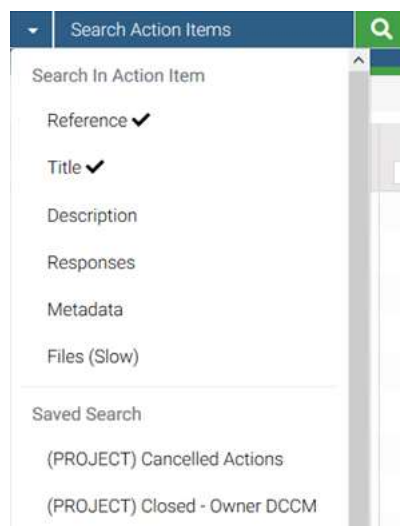 Search Action Items
Search In Action Item
Reference ✔
Title ✔
Description
Responses
Metadata
Files (Slow)
Saved Search
(PROJECT) Cancelled Actions
(PROJECT) Closed - Owner DCCM